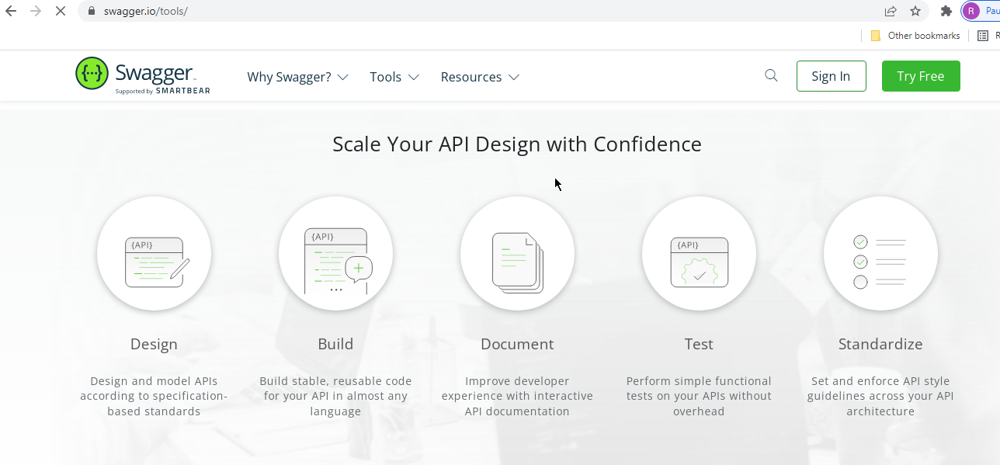 swagger.io/tools/
R
Pau
Other bookmarks
R
{···} Swagger™
Supported by SMARTBEAR
Why Swagger?
Tools
Resources
Sign In
Try Free
Scale Your API Design with Confidence
{API}
{API}
{API}
Design
Build
Document
Test
Standardize
Design and model APIs
according to specification-
based standards
Build stable, reusable code
for your API in almost any
language
Improve developer
experience with interactive
API documentation
Perform simple functional
tests on your APIs without
overhead
Set and enforce API style
guidelines across your API
architecture